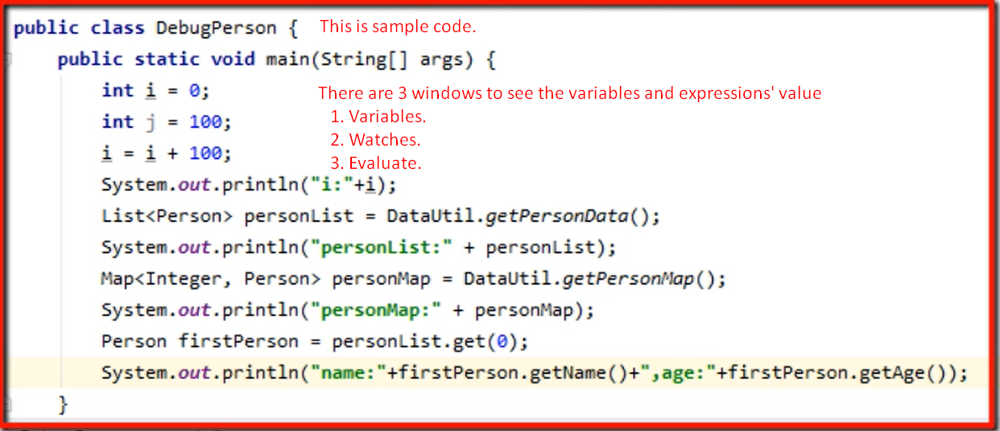 public class DebugPerson { This is sample code.
public static void main(String[] args) {
int i = 0; There are 3 windows to see the variables and expressions' value
1. Variables.
int j = 100;
2. Watches.
i = i + 100;
3. Evaluate.
System.out.println("i:"+i);
List<Person> personList = DataUtil.getPersonData();
System.out.println("personList:" + personList);
Map<Integer, Person> personMap = DataUtil.getPersonMap();
System.out.println("personMap:" + personMap);
Person firstPerson = personList.get(0);
System.out.println("name:"+firstPerson.getName()+",age:"+firstPerson.getAge());
}